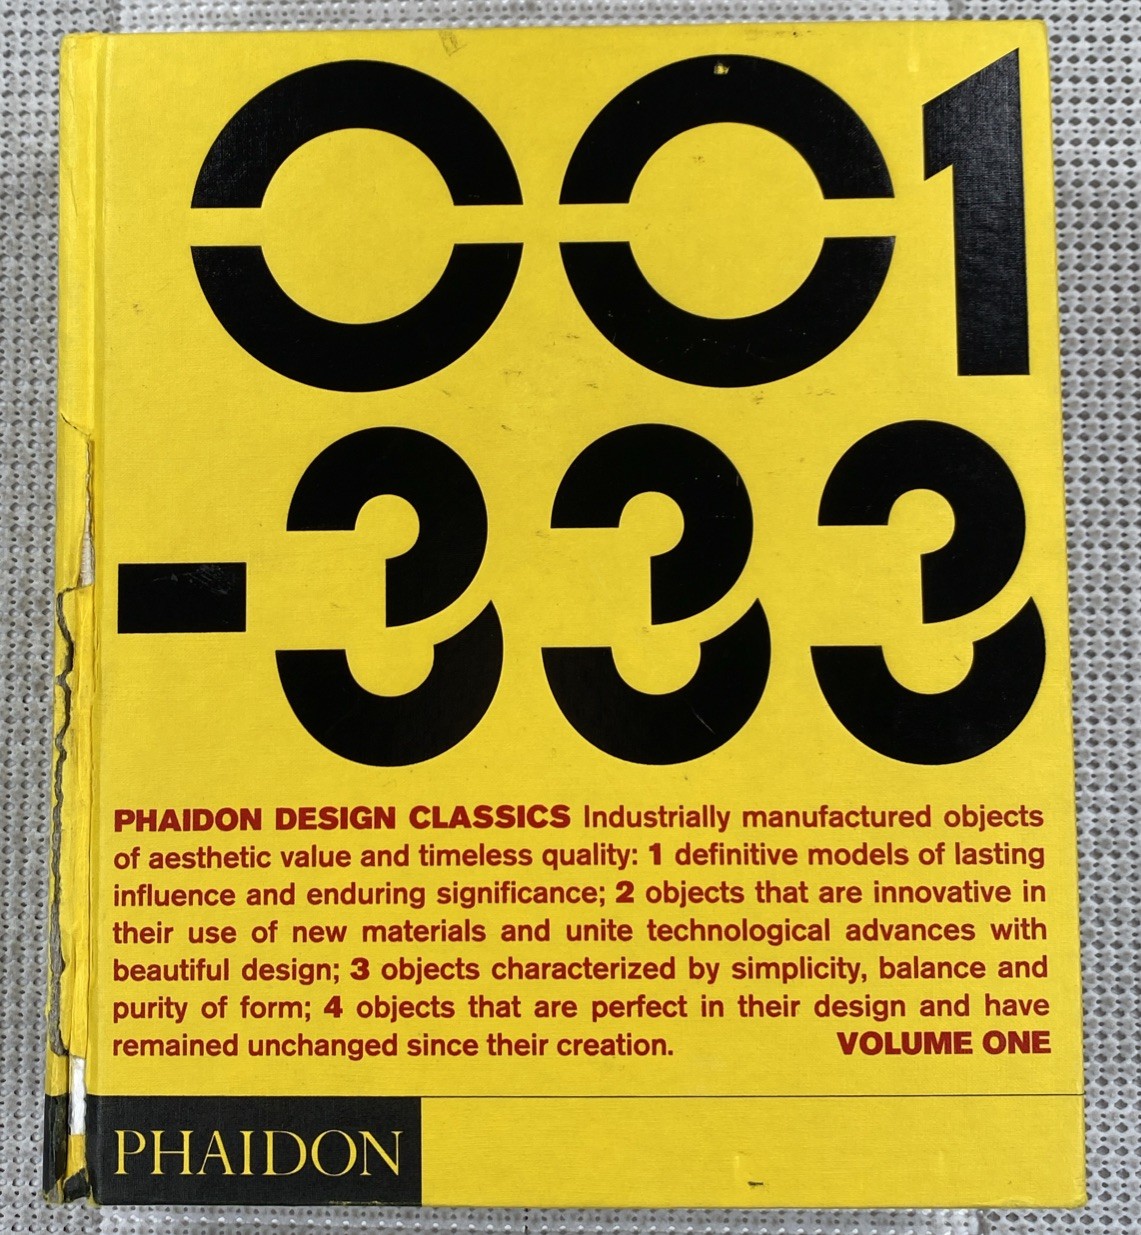 001
-333
PHAIDON DESIGN CLASSICS Industrially manufactured objects
of aesthetic value and timeless quality: 1 definitive models of lasting
influence and enduring significance; 2 objects that are innovative in
their use of new materials and unite technological advances with
beautiful design; 3 objects characterized by simplicity, balance and
purity of form; 4 objects that are perfect in their design and have
remained unchanged since their creation. VOLUME ONE
PHAIDON